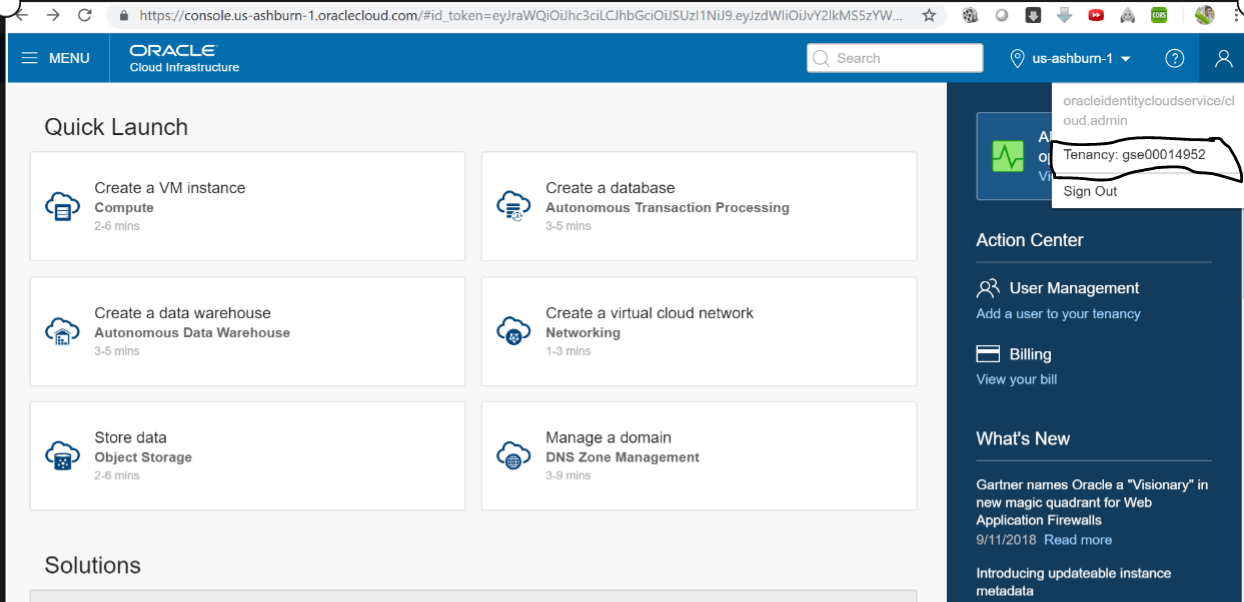 https://console.us-ashburn-1.oraclecloud.com/#id_token=eyJraWQiOiJhc3ciLCJhbGciOiJSUzI1NiJ9.eyJzdWIiOiJvY2lkMS5zYW...
CORS
MENU
ORACLE
Cloud Infrastructure
Search
us-ashburn-1
oracleidentitycloudservice/cl
oud.admin
Tenancy: gse00014952
Sign Out
Quick Launch
Create a VM instance
Compute
2-6 mins
Create a database
Autonomous Transaction Processing
3-5 mins
Create a data warehouse
Autonomous Data Warehouse
3-5 mins
Create a virtual cloud network
Networking
1-3 mins
Store data
Object Storage
2-6 mins
Manage a domain
DNS Zone Management
3-9 mins
Solutions
Action Center
User Management
Add a user to your tenancy
Billing
View your bill
What's New
Gartner names Oracle a "Visionary" in
new magic quadrant for Web
Application Firewalls
9/11/2018 Read more
Introducing updateable instance
metadata